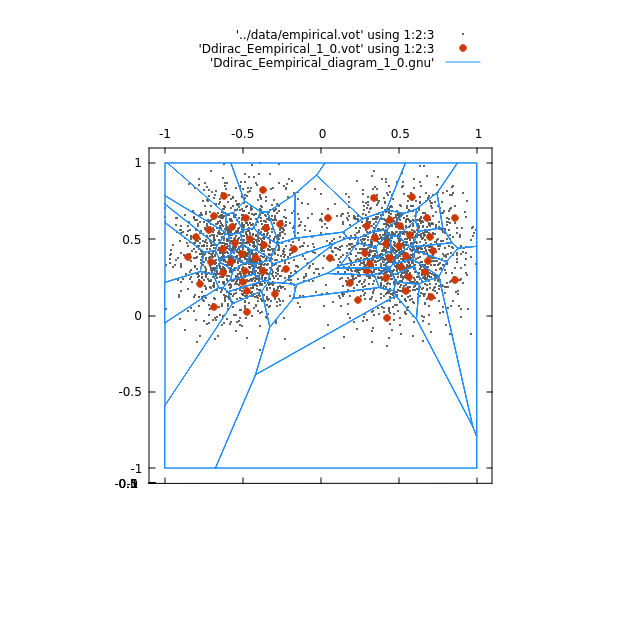 '../data/empirical.vot' using 1:2:3
'Ddirac_Eempirical_1_0.vot' using 1:2:3
'Ddirac_Eempirical_diagram_1_0.gnu'
-1 -0.5 0 0.5 1
1
0.5
0
-0.5
-1